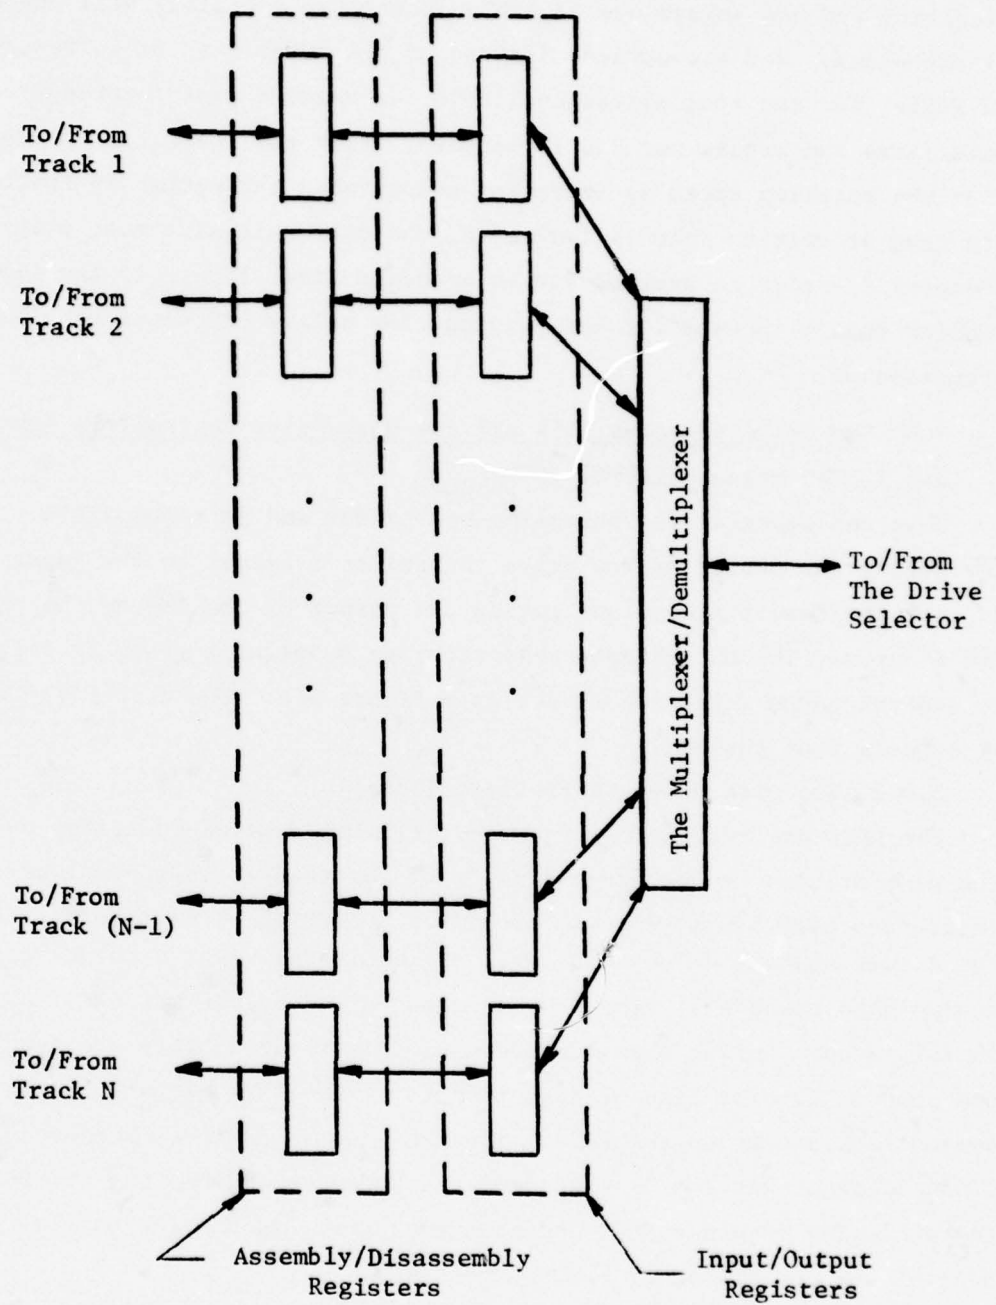 To/From
Track 1
To/From
Track 2
The Multiplexer/Demultiplexer
To/From
The Drive
Selector
To/From
Track (N-1)
To/From
Track N
Assembly/Disassembly
Registers
Input/Output
Registers